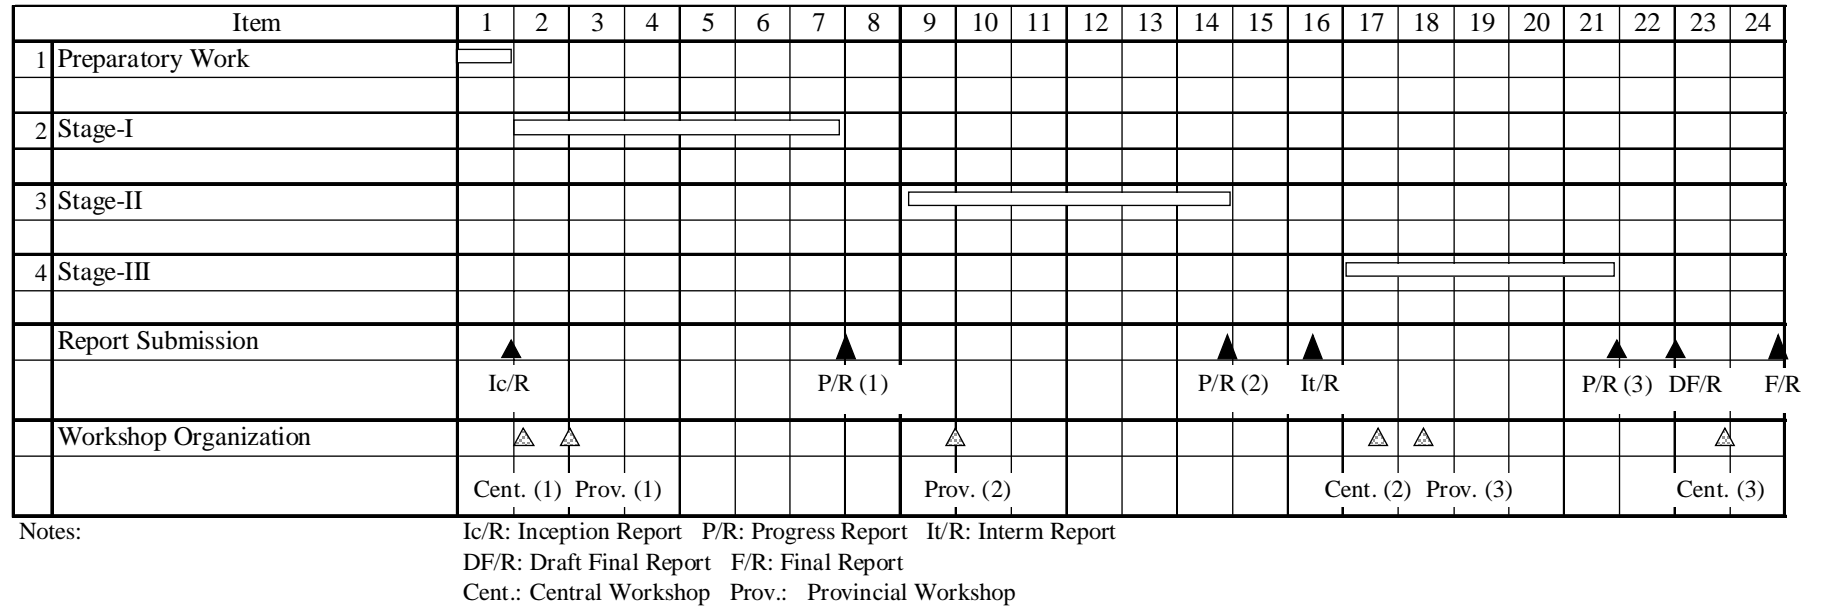 Item 1 2 3 4 5 6 7 8 9 10 11 12 13 14 15 16 17 18 19 20 21 22 23 24
1 Preparatory Work
2 Stage-I
3 Stage-II
4 Stage-III
Report Submission
Ic/R P/R (1) P/R (2) It/R P/R (3) DF/R F/R
Workshop Organization
Cent. (1) Prov. (1) Prov. (2) Cent. (2) Prov. (3) Cent. (3)
Notes: Ic/R: Inception Report P/R: Progress Report It/R: Interm Report
DF/R: Draft Final Report F/R: Final Report
Cent.: Central Workshop Prov.: Provincial Workshop